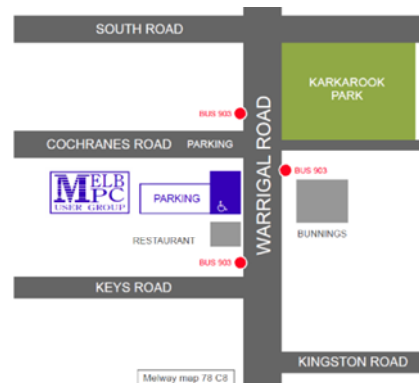 SOUTH ROAD
KARKAROOK
PARK
BUS 903
WARRIGAL ROAD
COCHRANES ROAD
PARKING
BUS 903
MELB
PC
USER GROUP
PARKING
RESTAURANT
BUNNINGS
BUS 903
KEYS ROAD
KINGSTON ROAD
Melway map 78 C8